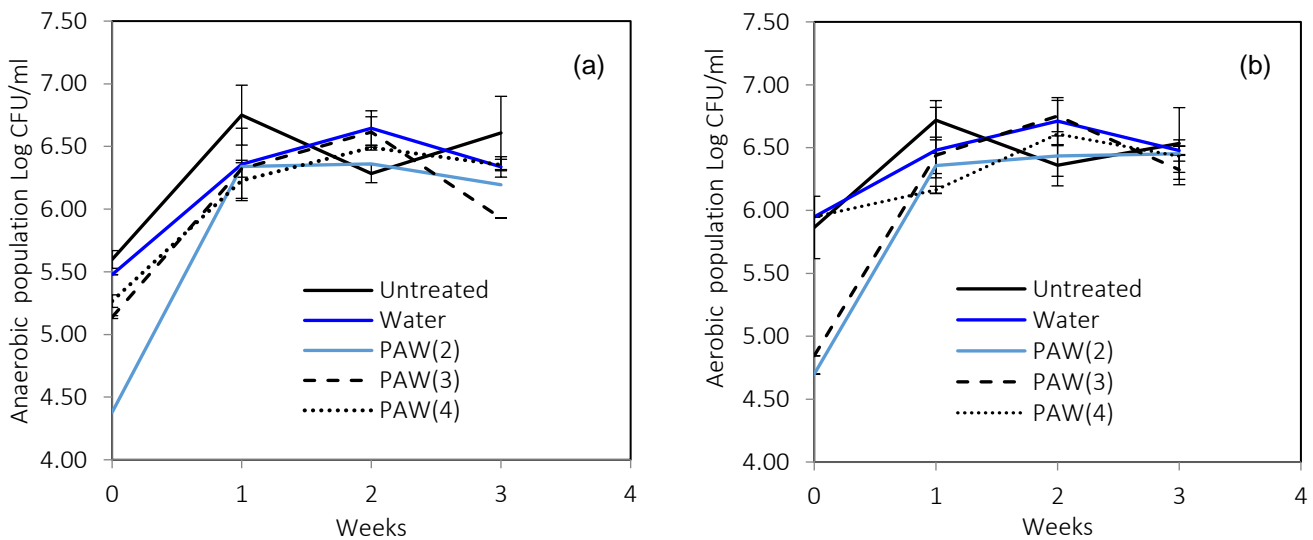 (a)
Anaerobic population Log CFU/ml
7.50
7.00
6.50
6.00
5.50
5.00
4.50
4.00
Untreated
Water
PAW(2)
PAW(3)
PAW(4)
0 1 2 3 4
Weeks
(b)
Aerobic population Log CFU/ml
7.50
7.00
6.50
6.00
5.50
5.00
4.50
4.00
Untreated
Water
PAW(2)
PAW(3)
PAW(4)
0 1 2 3 4
Weeks